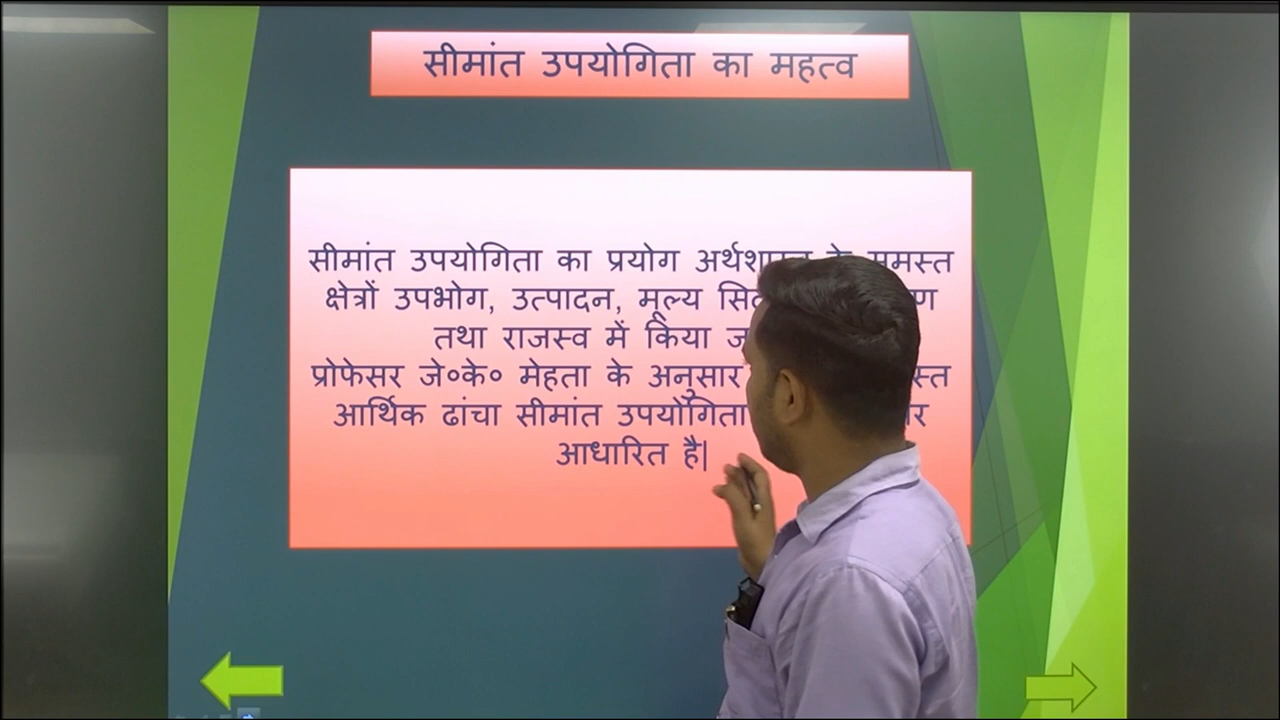 सीमांत उपयोगिता का महत्व
सीमांत उपयोगिता का प्रयोग अर्थशास्त्र के समस्त
क्षेत्रों उपभोग, उत्पादन, मूल्य
तथा राजस्व में किया
प्रोफेसर जे०के० मेहता के अनुसार
आर्थिक ढांचा सीमांत उपयोगिता
आधारित है|